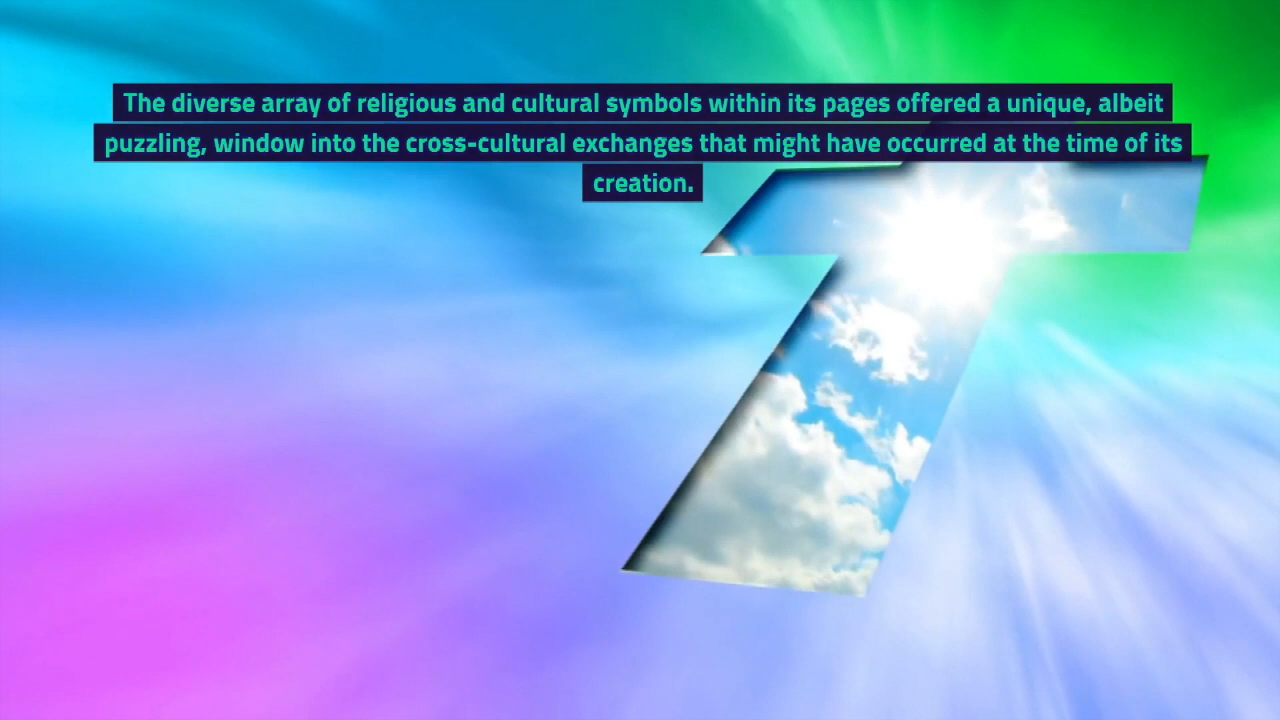 The diverse array of religious and cultural symbols within its pages offered a unique, albeit
puzzling, window into the cross-cultural exchanges that might have occurred at the time of its
creation.